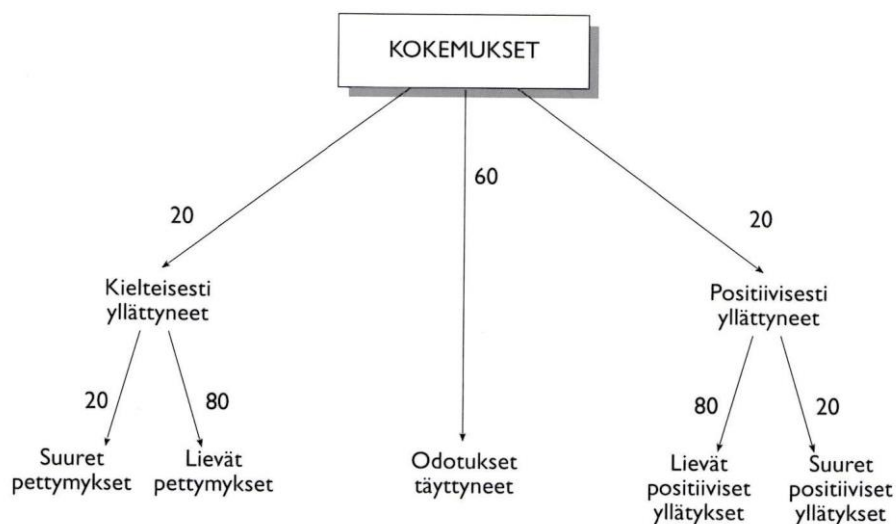 KOKEMUKSET
60
20
20
Kielteisesti
yllättyneet
Positiivisesti
yllättyneet
20
80
80
20
Suuret
pettymykset
Lievät
pettymykset
Odotukset
täyttyneet
Lievät
positiiviset
yllätykset
Suuret
positiiviset
yllätykset